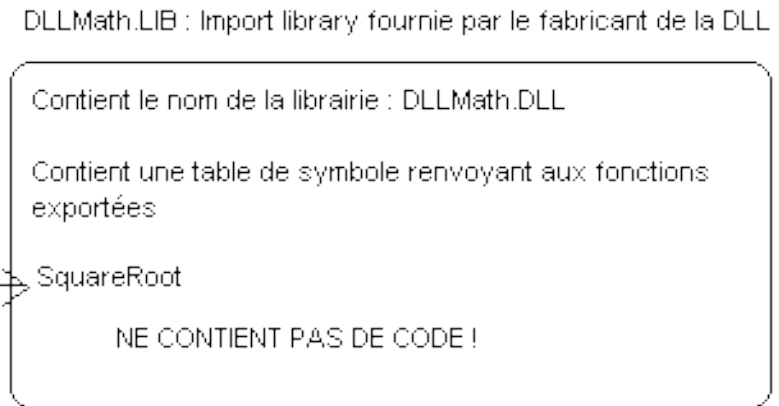 DLLMath.LIB : Import library fournie par le fabricant de la DLL
Contient le nom de la librairie : DLLMath.DLL
Contient une table de symbole renvoyant aux fonctions
exportées
SquareRoot
NE CONTIENT PAS DE CODE !